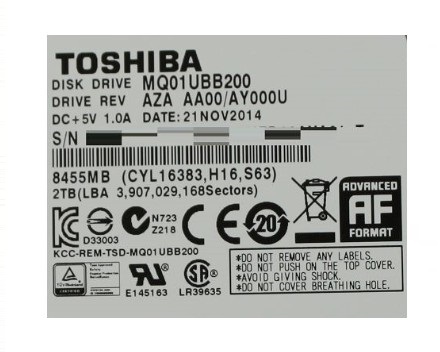 TOSHIBA
DISK DRIVE MQ01UBB200
DRIVE REV AZA AA00/AY000U
DC+5V 1.0A DATE: 21NOV2014
S/N
8455MB (CYL16383,H16,S63)
2TB(LBA 3,907,029,168Sectors)
ADVANCED
AF
FORMAT
N723
Z218
CE
20
D33003
KCC-REM-TSD-MQ01UBB200
*DO NOT REMOVE ANY LABELS.
*DO NOT PUSH ON THE TOP COVER.
*AVOID GIVING SHOCK.
*DO NOT COVER BREATHING HOLE.
E145163
LR39635